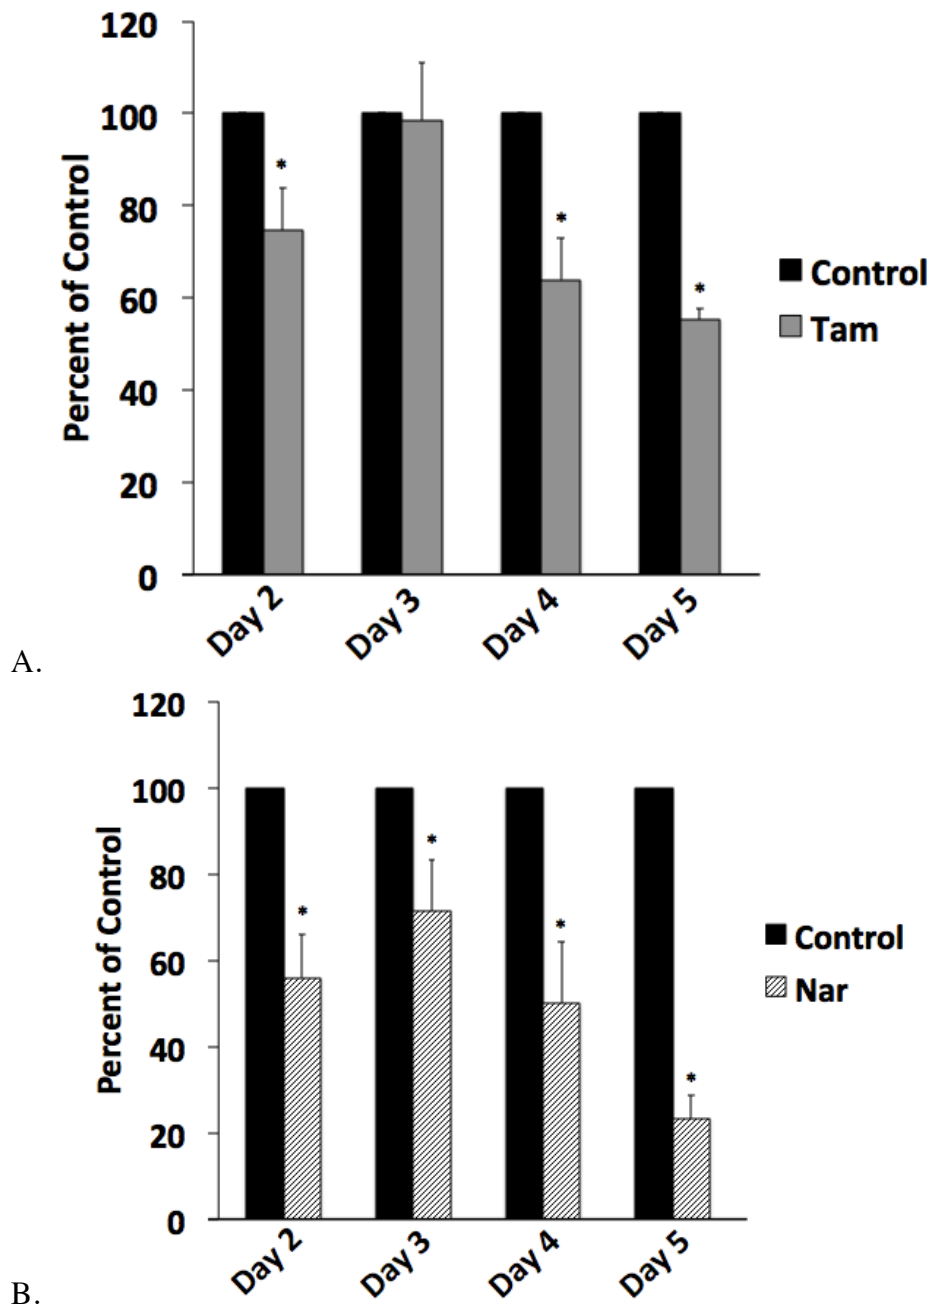 120
100
80
60
40
20
0
Percent of Control
*
*
*
Control
Tam
Day 2
Day 3
Day 4
Day 5
A.
120
100
80
60
40
20
0
Percent of Control
*
*
*
*
Control
Nar
Day 2
Day 3
Day 4
Day 5
B.